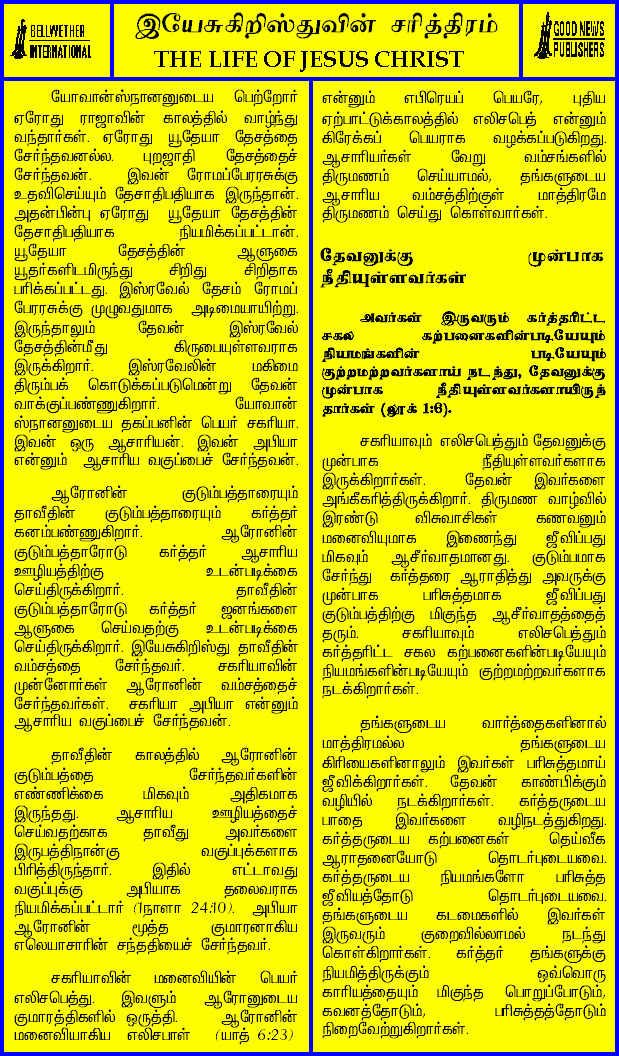 BELLWETHER
INTERNATIONAL
இயேசுகிறிஸ்துவின் சரித்திரம்
THE LIFE OF JESUS CHRIST
GOOD NEWS
PUBLISHERS
யோவான்ஸ்நானனுடைய பெற்றோர்
ஏரோது ராஜாவின் காலத்தில் வாழ்ந்து
வந்தார்கள். ஏரோது யூதேயா தேசத்தை
சேர்ந்தவனல்ல. புறஜாதி தேசத்தைச்
சேர்ந்தவன். இவன் ரோமப்பேரரசுக்கு
உதவிசெய்யும் தேசாதிபதியாக இருந்தான்.
அதன்பின்பு ஏரோது யூதேயா தேசத்தின்
தேசாதிபதியாக நியமிக்கப்பட்டான்.
யூதேயா தேசத்தின் ஆளுகை
யூதர்களிடமிருந்து சிறிது சிறிதாக
பரிக்கப்பட்டது. இஸ்ரவேல் தேசம் ரோமப்
பேரரசுக்கு முழுவதுமாக அடிமையாயிற்று.
இருந்தாலும் தேவன் இஸ்ரவேல்
தேசத்தின்மீது கிருபையுள்ளவராக
இருக்கிறார். இஸ்ரவேலின் மகிமை
திரும்பக் கொடுக்கப்படுமென்று தேவன்
வாக்குப்பண்ணுகிறார். யோவான்
ஸ்நானனுடைய தகப்பனின் பெயர் சகரியா.
இவன் ஒரு ஆசாரியன். இவன் அபியா
என்னும் ஆசாரிய வகுப்பைச் சேர்ந்தவன்.
ஆரோனின் குடும்பத்தாரையும்
தாவீதின் குடும்பத்தாரையும் கர்த்தர்
கனம்பண்ணுகிறார். ஆரோனின்
குடும்பத்தாரோடு கர்த்தர் ஆசாரிய
ஊழியத்திற்கு உடன்படிக்கை
செய்திருக்கிறார். தாவீதின்
குடும்பத்தாரோடு கர்த்தர் ஜனங்களை
ஆளுகை செய்வதற்கு உடன்படிக்கை
செய்திருக்கிறார். இயேசுகிறிஸ்து தாவீதின்
வம்சத்தை சேர்ந்தவர். சகரியாவின்
முன்னோர்கள் ஆரோனின் வம்சத்தைச்
சேர்ந்தவர்கள். சகரியா அபியா என்னும்
ஆசாரிய வகுப்பைச் சேர்ந்தவன்.
தாவீதின் காலத்தில் ஆரோனின்
குடும்பத்தை சேர்ந்தவர்களின்
எண்ணிக்கை மிகவும் அதிகமாக
இருந்தது. ஆசாரிய ஊழியத்தைச்
செய்வதற்காக தாவீது அவர்களை
இருபத்திநான்கு வகுப்புக்களாக
பிரித்திருந்தார். இதில் எட்டாவது
வகுப்புக்கு அபியாக தலைவராக
நியமிக்கப்பட்டார் (1நாளா 24:10). அபியா
ஆரோனின் மூத்த குமாரனாகிய
எலெயாசாரின் சந்ததியைச் சேர்ந்தவர்.
சகரியாவின் மனைவியின் பெயர்
எலிசபெத்து. இவளும் ஆரோனுடைய
குமாரத்திகளில் ஒருத்தி. ஆரோனின்
மனைவியாகிய எலிசபாள் (யாத் 6:23)
என்னும் எபிரெயப் பெயரே, புதிய
ஏற்பாட்டுக்காலத்தில் எலிசபெத் என்னும்
கிரேக்கப் பெயராக வழக்கப்படுகிறது.
ஆசாரியர்கள் வேறு வம்சங்களில்
திருமணம் செய்யாமல், தங்களுடைய
ஆசாரிய வம்சத்திற்குள் மாத்திரமே
திருமணம் செய்து கொள்வார்கள்.
தேவனுக்கு முன்பாக
நீதியுள்ளவர்கள்
அவர்கள் இருவரும் கர்த்தரிட்ட
சகல கற்பனைகளின்படியேயும்
நியமங்களின் படியேயும்
குற்றமற்றவர்களாய் நடந்து, தேவனுக்கு
முன்பாக நீதியுள்ளவர்களாயிருந்
தார்கள் (லூக் 1:6).
சகரியாவும் எலிசபெத்தும் தேவனுக்கு
முன்பாக நீதியுள்ளவர்களாக
இருக்கிறார்கள். தேவன் இவர்களை
அங்கீகரித்திருக்கிறார். திருமண வாழ்வில்
இரண்டு விசுவாசிகள் கணவனும்
மனைவியுமாக இணைந்து ஜீவிப்பது
மிகவும் ஆசீர்வாதமானது. குடும்பமாக
சேர்ந்து கர்த்தரை ஆராதித்து அவருக்கு
முன்பாக பரிசுத்தமாக ஜீவிப்பது
குடும்பத்திற்கு மிகுந்த ஆசீர்வாதத்தைத்
தரும். சகரியாவும் எலிசபெத்தும்
கர்த்தரிட்ட சகல கற்பனைகளின்படியேயும்
நியமங்களின்படியேயும் குற்றமற்றவர்களாக
நடக்கிறார்கள்.
தங்களுடைய வார்த்தைகளினால்
மாத்திரமல்ல தங்களுடைய
கிரியைகளினாலும் இவர்கள் பரிசுத்தமாய்
ஜீவிக்கிறார்கள். தேவன் காண்பிக்கும்
வழியில் நடக்கிறார்கள். கர்த்தருடைய
பாதை இவர்களை வழிநடத்துகிறது.
கர்த்தருடைய கற்பனைகள் தெய்வீக
ஆராதனையோடு தொடர்புடையவை.
கர்த்தருடைய நியமங்களோ பரிசுத்த
ஜீவியத்தோடு தொடர்புடையவை.
தங்களுடைய கடமைகளில் இவர்கள்
இருவரும் குறைவில்லாமல் நடந்து
கொள்கிறார்கள். கர்த்தர் தங்களுக்கு
நியமித்திருக்கும் ஒவ்வொரு
காரியத்தையும் மிகுந்த பொறுப்போடும்,
கவனத்தோடும், பரிசுத்தத்தோடும்
நிறைவேற்றுகிறார்கள்.